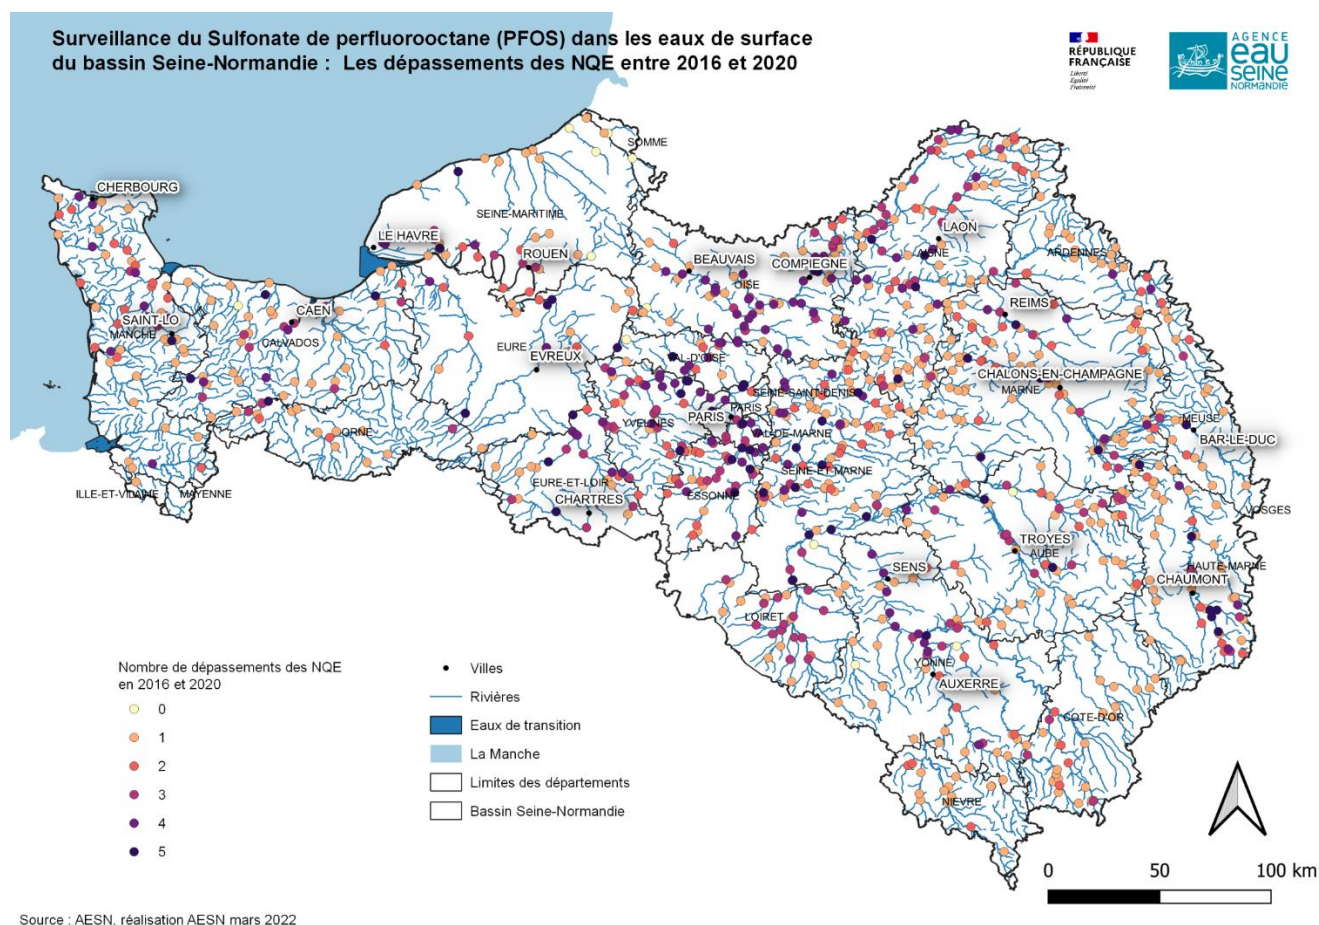 Surveillance du Sulfonate de perfluorooctane (PFOS) dans les eaux de surface
du bassin Seine-Normandie : Les dépassements des NQE entre 2016 et 2020
RÉPUBLIQUE
FRANÇAISE
Liberté
Égalité
Fraternité
AGENCE
eau
SEINE
NORMANDIE
SOMME
CHERBOURG
SEINE-MARITIME
LE HAVRE
ROUEN
LAON
AISNE
ARDENNES
BEAUVAIS
COMPIEGNE
OISE
REIMS
CAEN
SAINT-LO
MANCHE
CALVADOS
EURE
EVREUX
VAL-D'OISE
CHALONS-EN-CHAMPAGNE
MARNE
SEINE-SAINT-DENIS
PARIS
PARIS
YVELINES
VAL-DE-MARNE
MEUSE
BAR-LE-DUC
ORNE
SEINE-ET-MARNE
ILLE-ET-VILAINE
MAYENNE
EURE-ET-LOIR
CHARTRES
ESSONNE
VOSGES
TROYES
AUBE
SENS
HAUTE-MARNE
CHAUMONT
LOIRET
YONNE
AUXERRE
COTE-D'OR
NIEVRE
Nombre de dépassements des NQE
en 2016 et 2020
0
1
2
3
4
5
Villes
Rivières
Eaux de transition
La Manche
Limites des départements
Bassin Seine-Normandie
0 50 100 km
Source : AESN. réalisation AESN mars 2022